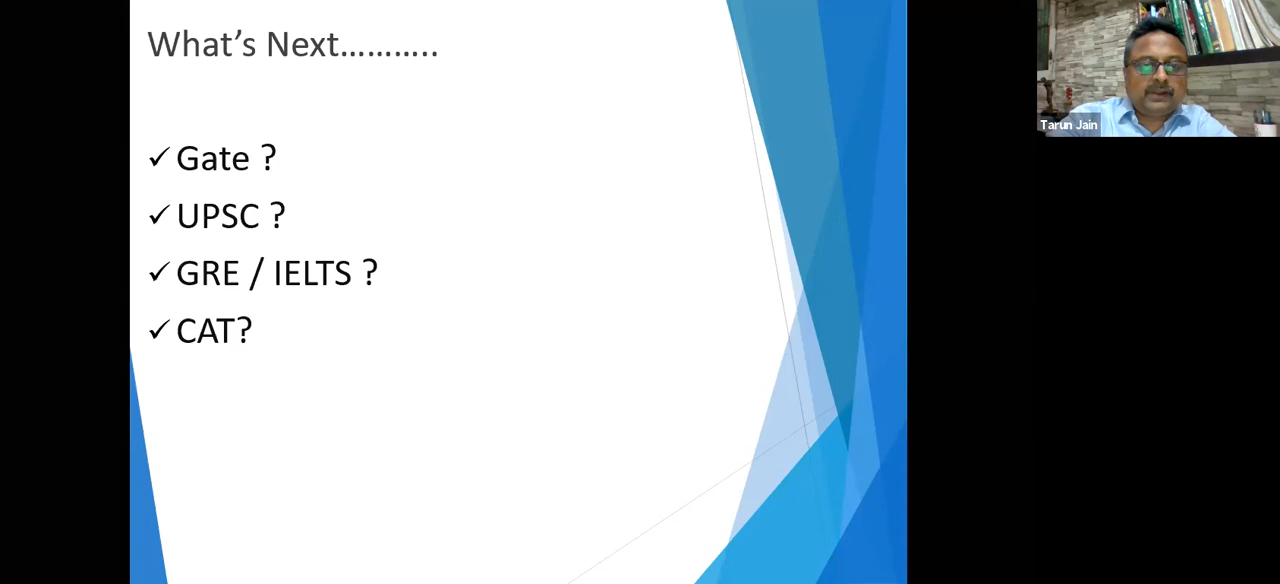 What’s Next………..
✓ Gate ?
✓ UPSC ?
✓ GRE / IELTS ?
✓ CAT?
Tarun Jain